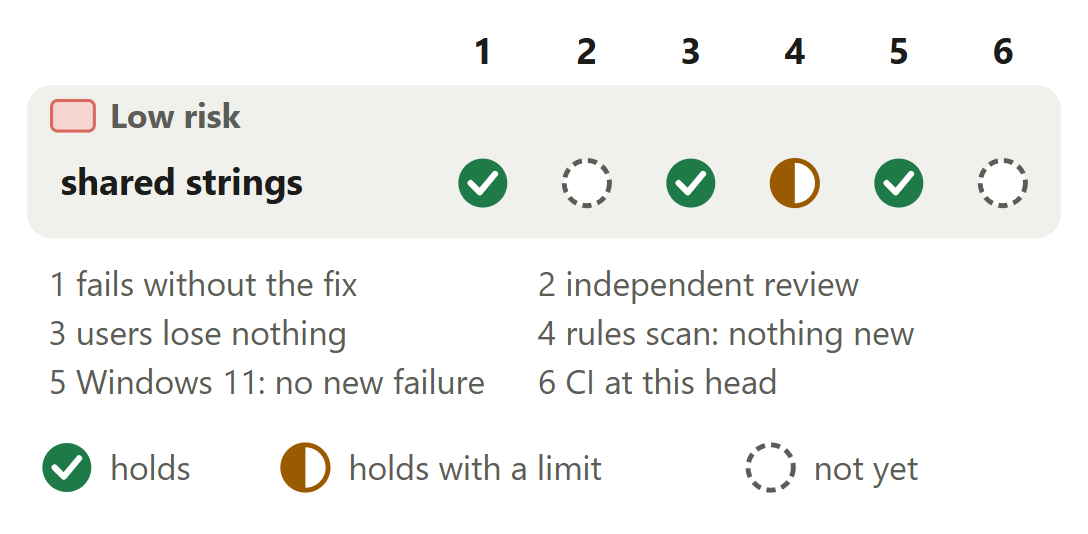 1 2 3 4 5 6
Low risk
shared strings
1 fails without the fix
2 independent review
3 users lose nothing
4 rules scan: nothing new
5 Windows 11: no new failure
6 CI at this head
holds
holds with a limit
not yet